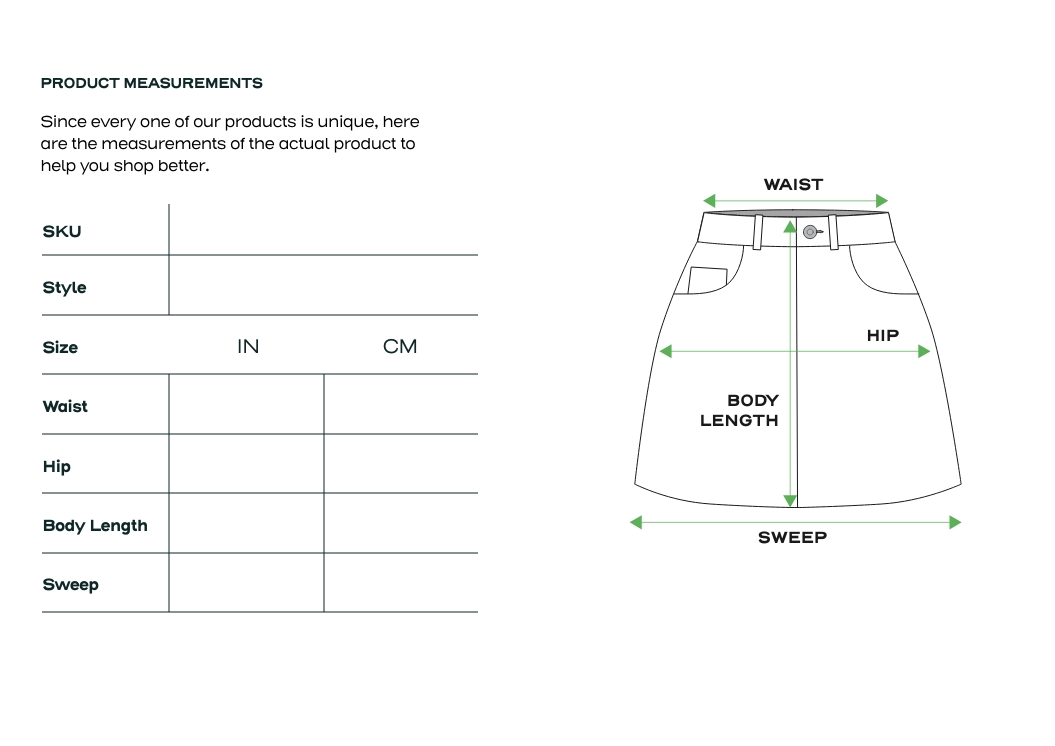 PRODUCT MEASUREMENTS
Since every one of our products is unique, here
are the measurements of the actual product to
help you shop better.
SKU
Style
Size IN CM
Waist
Hip
Body Length
Sweep
WAIST
HIP
BODY
LENGTH
SWEEP